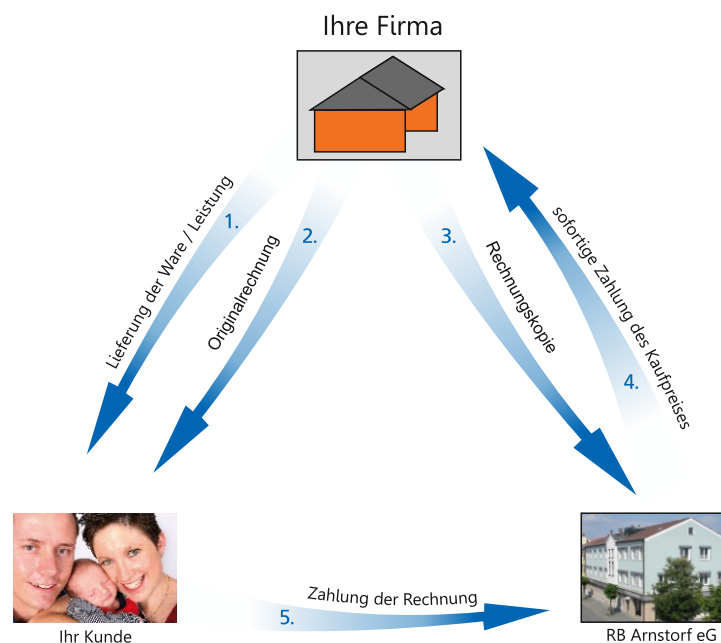 Ihre Firma
1.
Lieferung der Ware / Leistung
2.
Originalrechnung
3.
Rechnungskopie
sofortige Zahlung des Kaufpreises
4.
Zahlung der Rechnung
5.
Ihr Kunde
RB Arnstorf eG